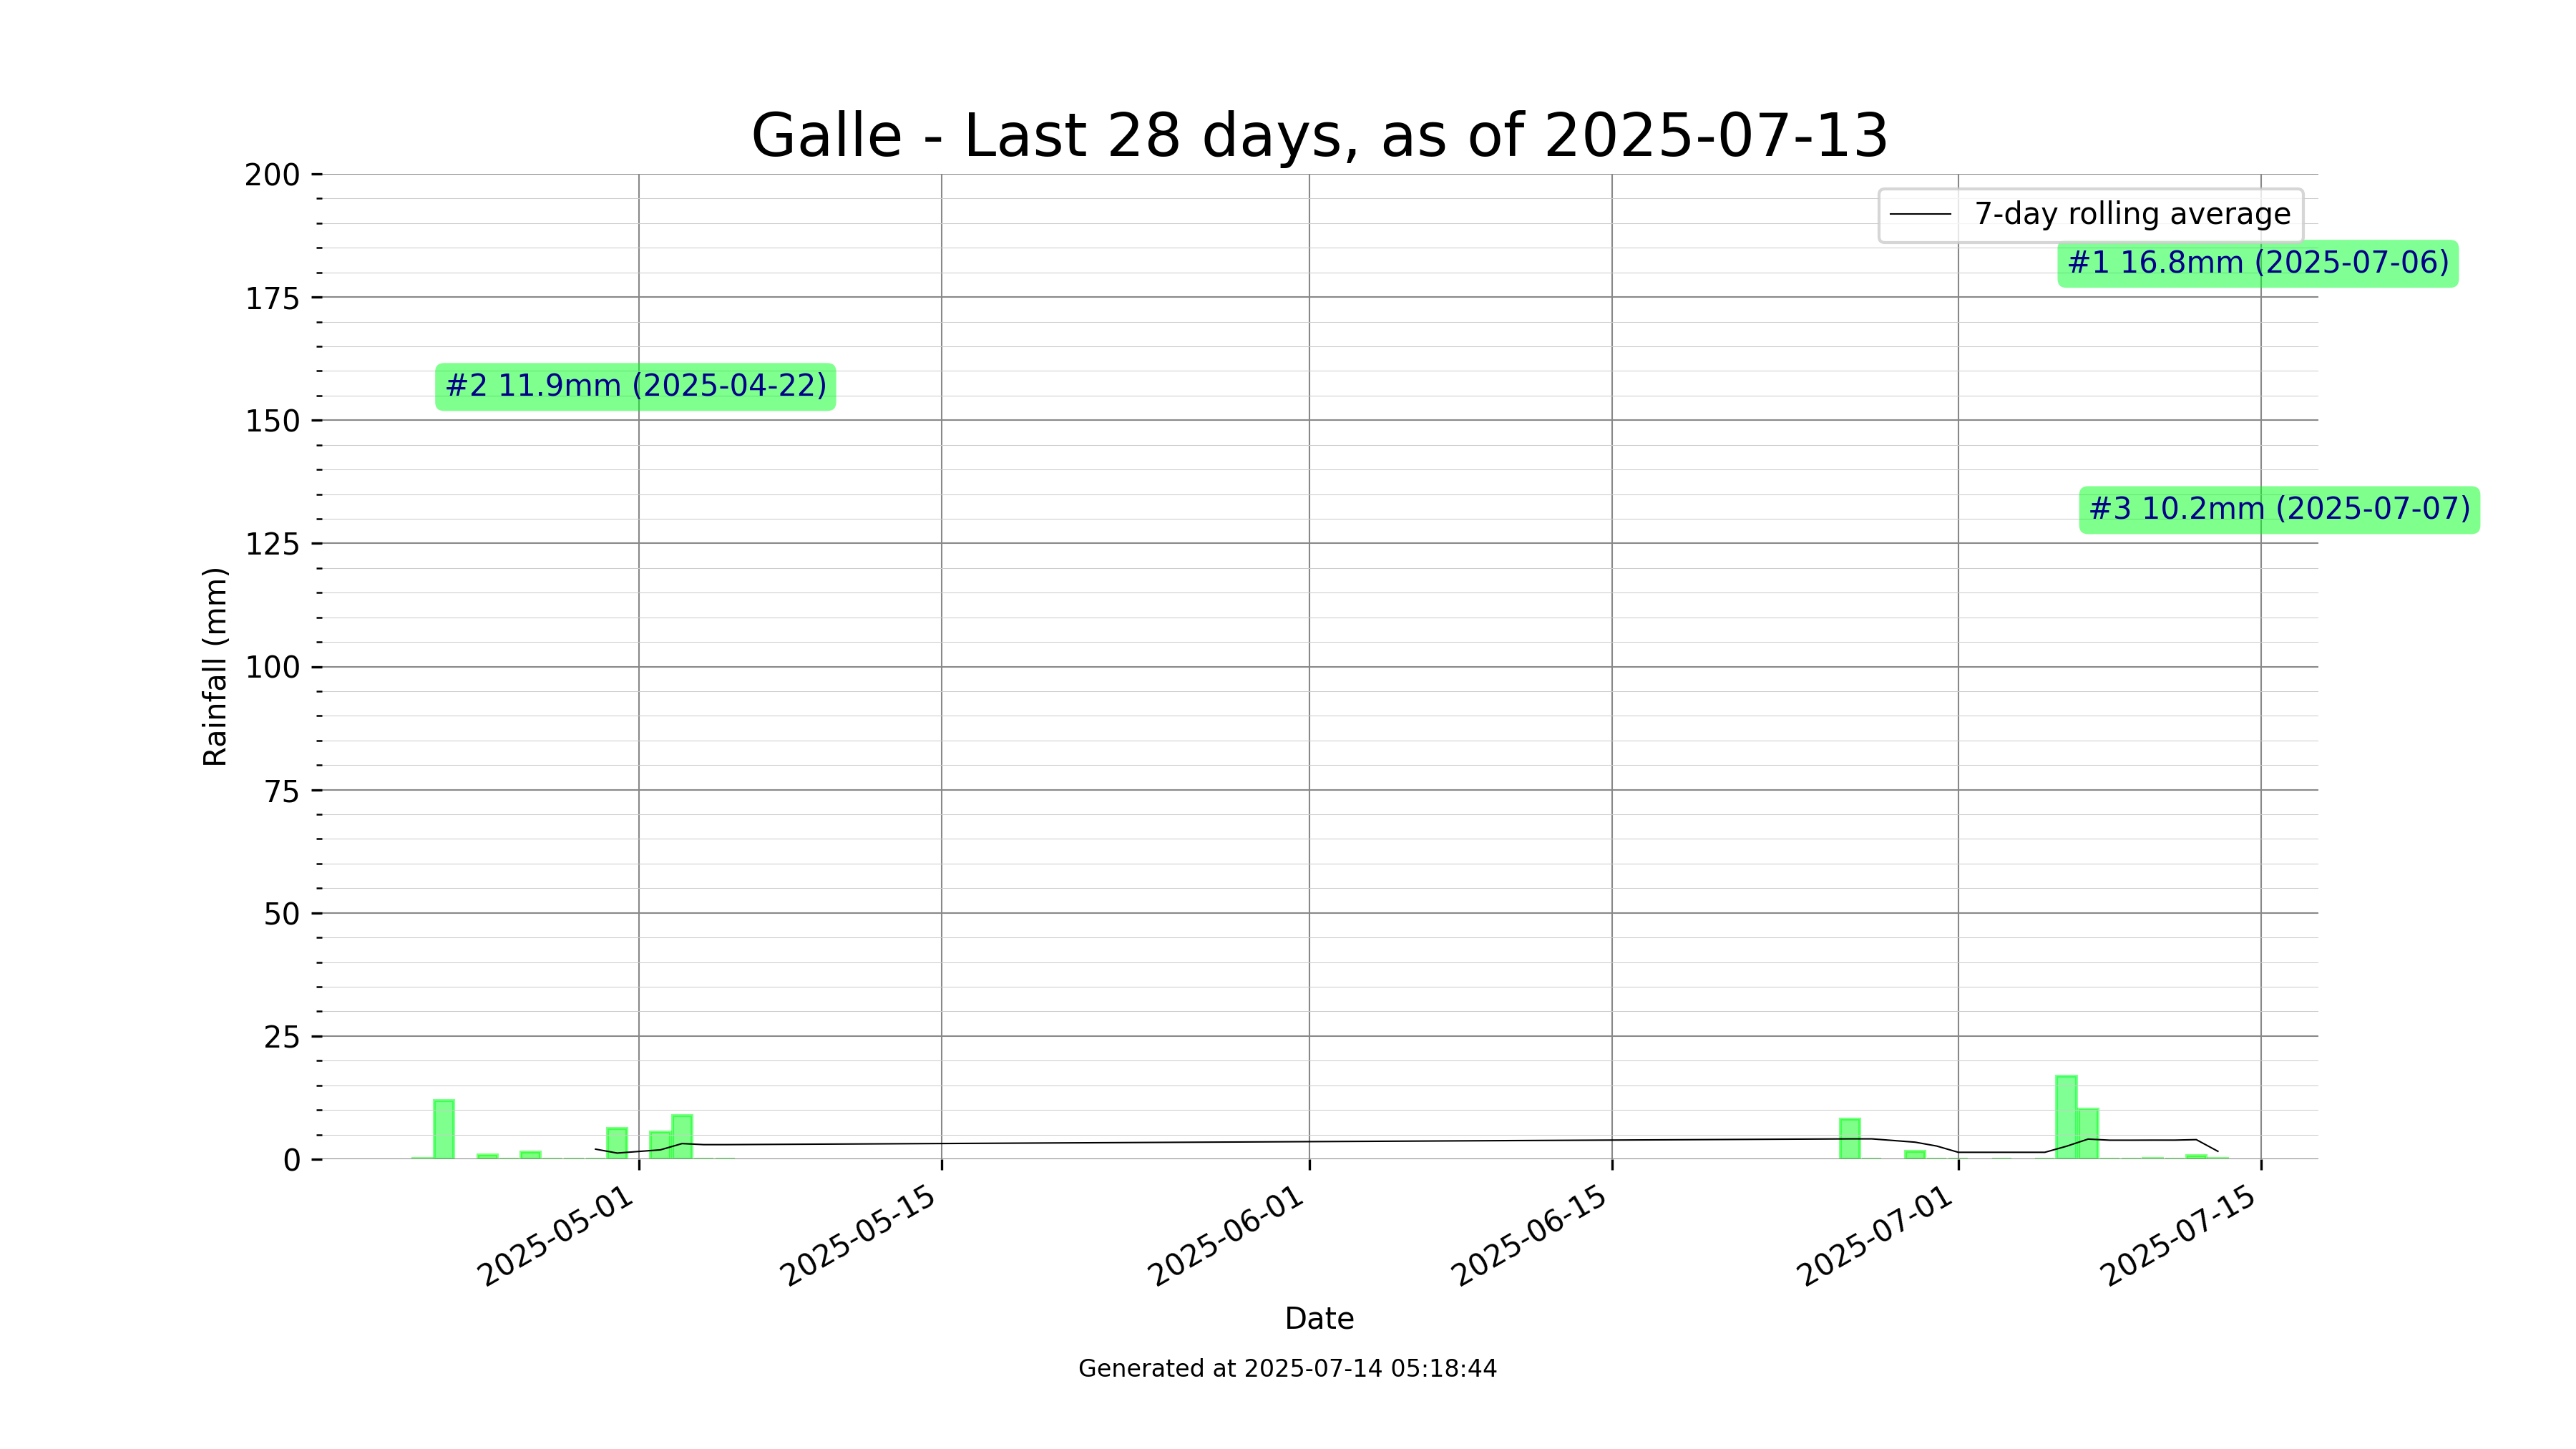 Galle - Last 28 days, as of 2025-07-13
200
175
150
125
100
75
50
25
0
Rainfall (mm)
7-day rolling average
#1 16.8mm (2025-07-06)
#2 11.9mm (2025-04-22)
#3 10.2mm (2025-07-07)
2025-05-01
2025-05-15
2025-06-01
2025-06-15
2025-07-01
2025-07-15
Date
Generated at 2025-07-14 05:18:44